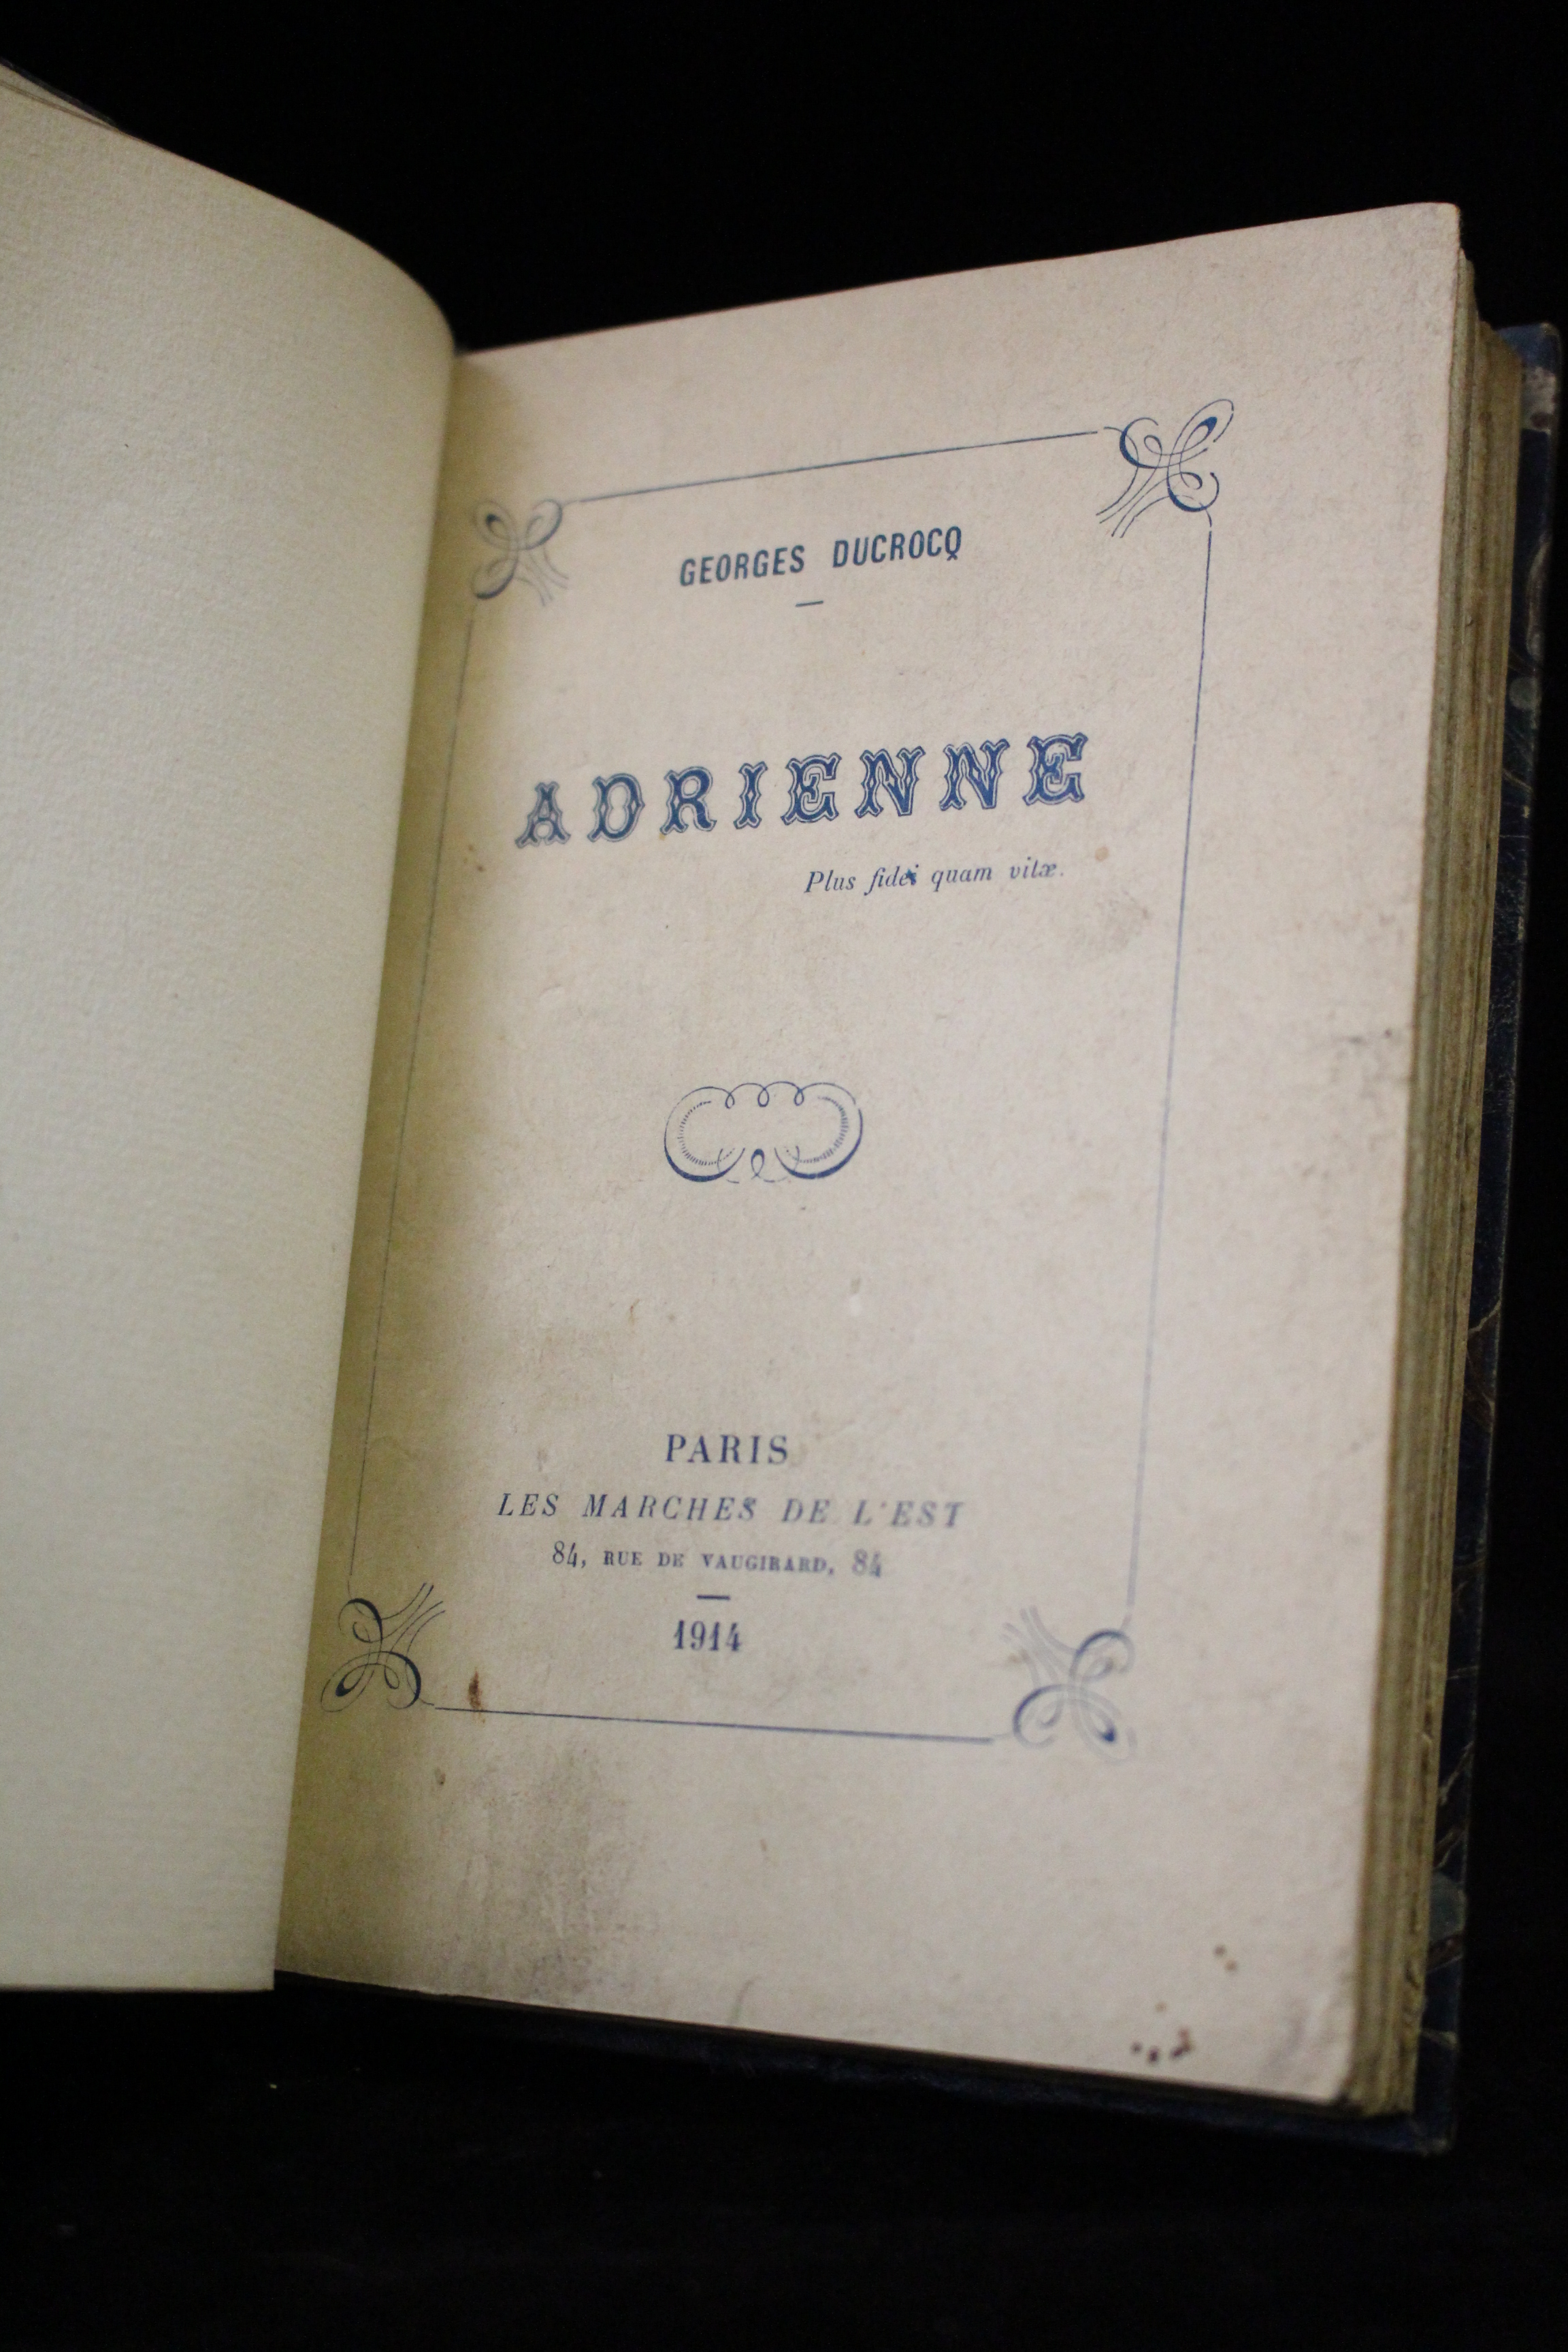 GEORGES DUCROCQ
ADRIENNE
Plus fidei quam vitæ.
PARIS
LES MARCHES DE L'EST
84, RUE DE VAUGIRARD, 84
1914